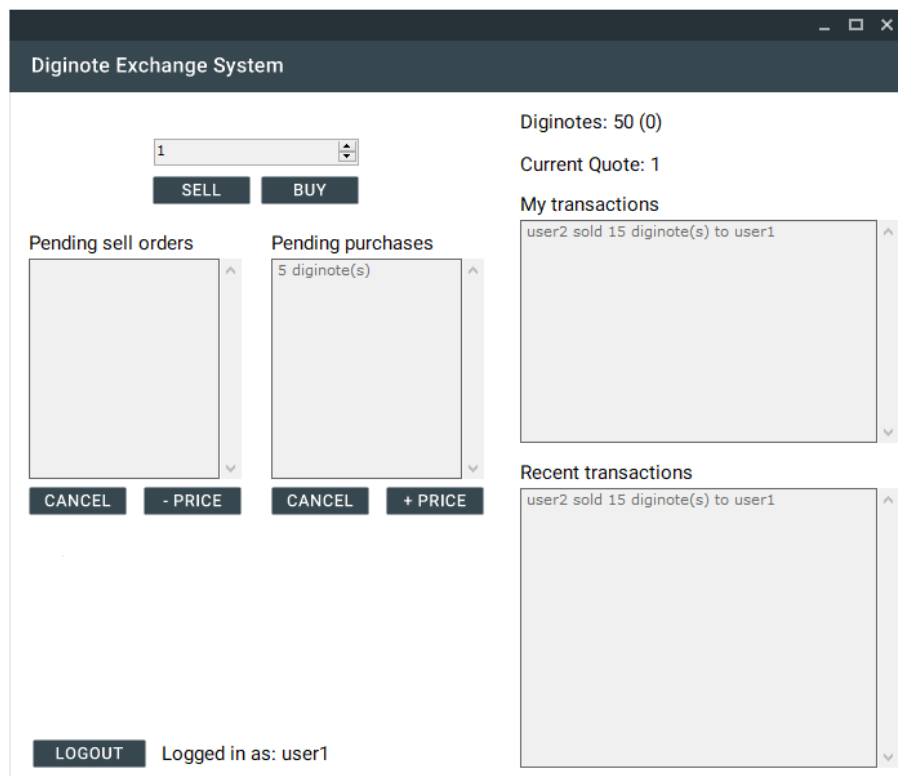 Diginote Exchange System
1
SELL
BUY
Pending sell orders
Pending purchases
5 diginote(s)
CANCEL
- PRICE
CANCEL
+ PRICE
Diginotes: 50 (0)
Current Quote: 1
My transactions
user2 sold 15 diginote(s) to user1
Recent transactions
user2 sold 15 diginote(s) to user1
LOGOUT
Logged in as: user1